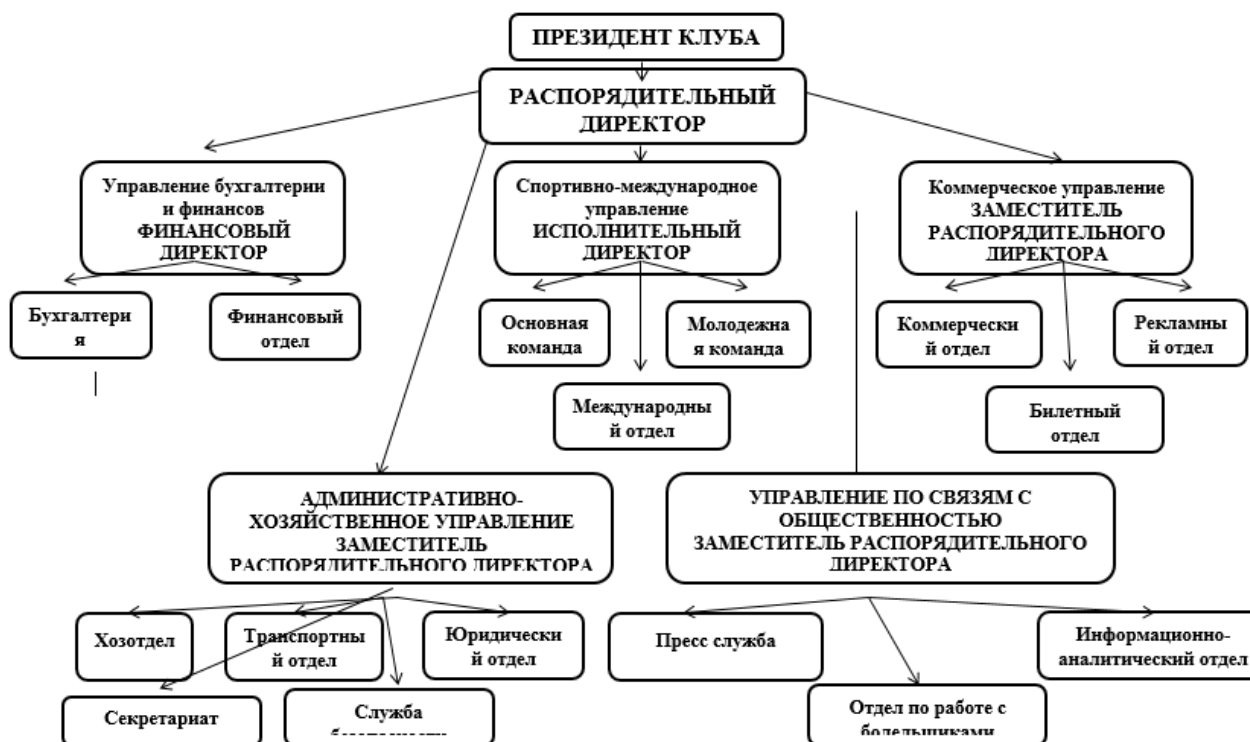 ПРЕЗИДЕНТ КЛУБА
РАСПОРЯДИТЕЛЬНЫЙ
ДИРЕКТОР
Управление бухгалтерии
и финансов
ФИНАНСОВЫЙ
ДИРЕКТОР
Спортивно-международное
управление
ИСПОЛНИТЕЛЬНЫЙ
ДИРЕКТОР
Коммерческое управление
ЗАМЕСТИТЕЛЬ
РАСПОРЯДИТЕЛЬНОГО
ДИРЕКТОРА
Бухгалтери
я
Финансовый
отдел
Основная
команда
Молодежна
я команда
Коммерчески
й отдел
Рекламны
й отдел
Международны
й отдел
Билетный
отдел
АДМИНИСТРАТИВНО-
ХОЗЯЙСТВЕННОЕ УПРАВЛЕНИЕ
ЗАМЕСТИТЕЛЬ
РАСПОРЯДИТЕЛЬНОГО ДИРЕКТОРА
УПРАВЛЕНИЕ ПО СВЯЗЯМ С
ОБЩЕСТВЕННОСТЬЮ
ЗАМЕСТИТЕЛЬ РАСПОРЯДИТЕЛЬНОГО
ДИРЕКТОРА
Хозотдел
Транспортны
й отдел
Юридически
й отдел
Пресс служба
Информационно-
аналитический отдел
Секретариат
Служба
безопасности
Отдел по работе с
болельщиками